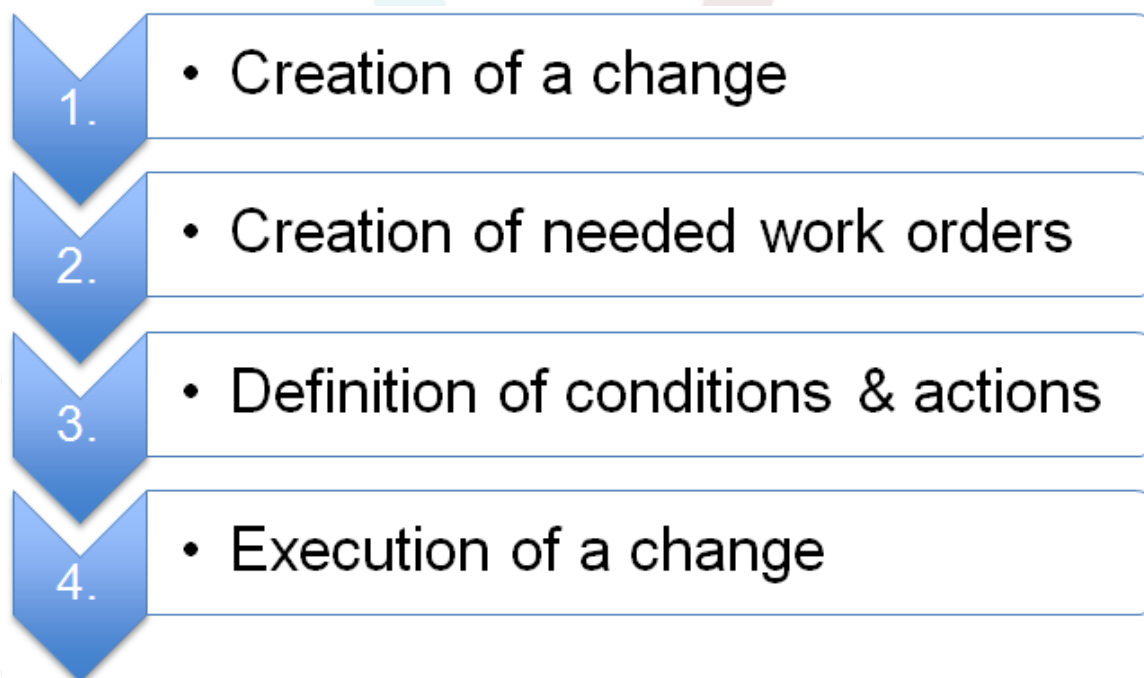 1. • Creation of a change
2. • Creation of needed work orders
3. • Definition of conditions & actions
4. • Execution of a change